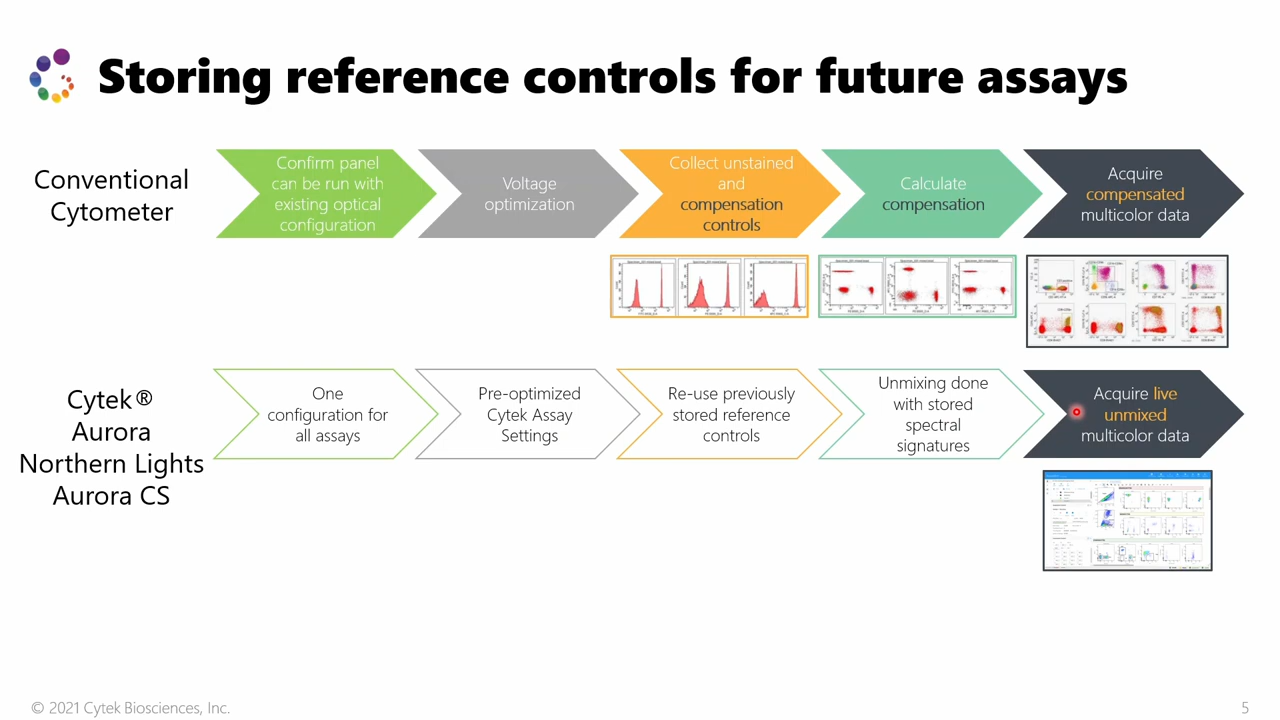 Storing reference controls for future assays
Conventional
Cytometer
Confirm panel
can be run with
existing optical
configuration
Voltage
optimization
Collect unstained
and
compensation
controls
Calculate
compensation
Acquire
compensated
multicolor data
Cytek®
Aurora
Northern Lights
Aurora CS
One
configuration for
all assays
Pre-optimized
Cytek Assay
Settings
Re-use previously
stored reference
controls
Unmixing done
with stored
spectral
signatures
Acquire live
unmixed
multicolor data
© 2021 Cytek Biosciences, Inc.
5